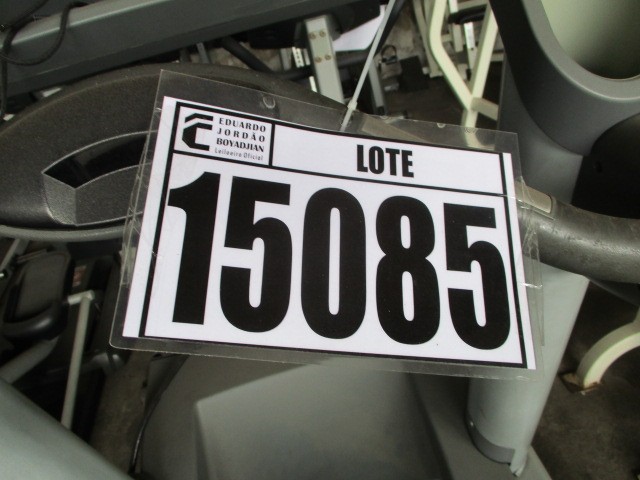 EDUARDO
JORDÃO
BOYADJIAN
Leiloeiro Oficial
LOTE
15085